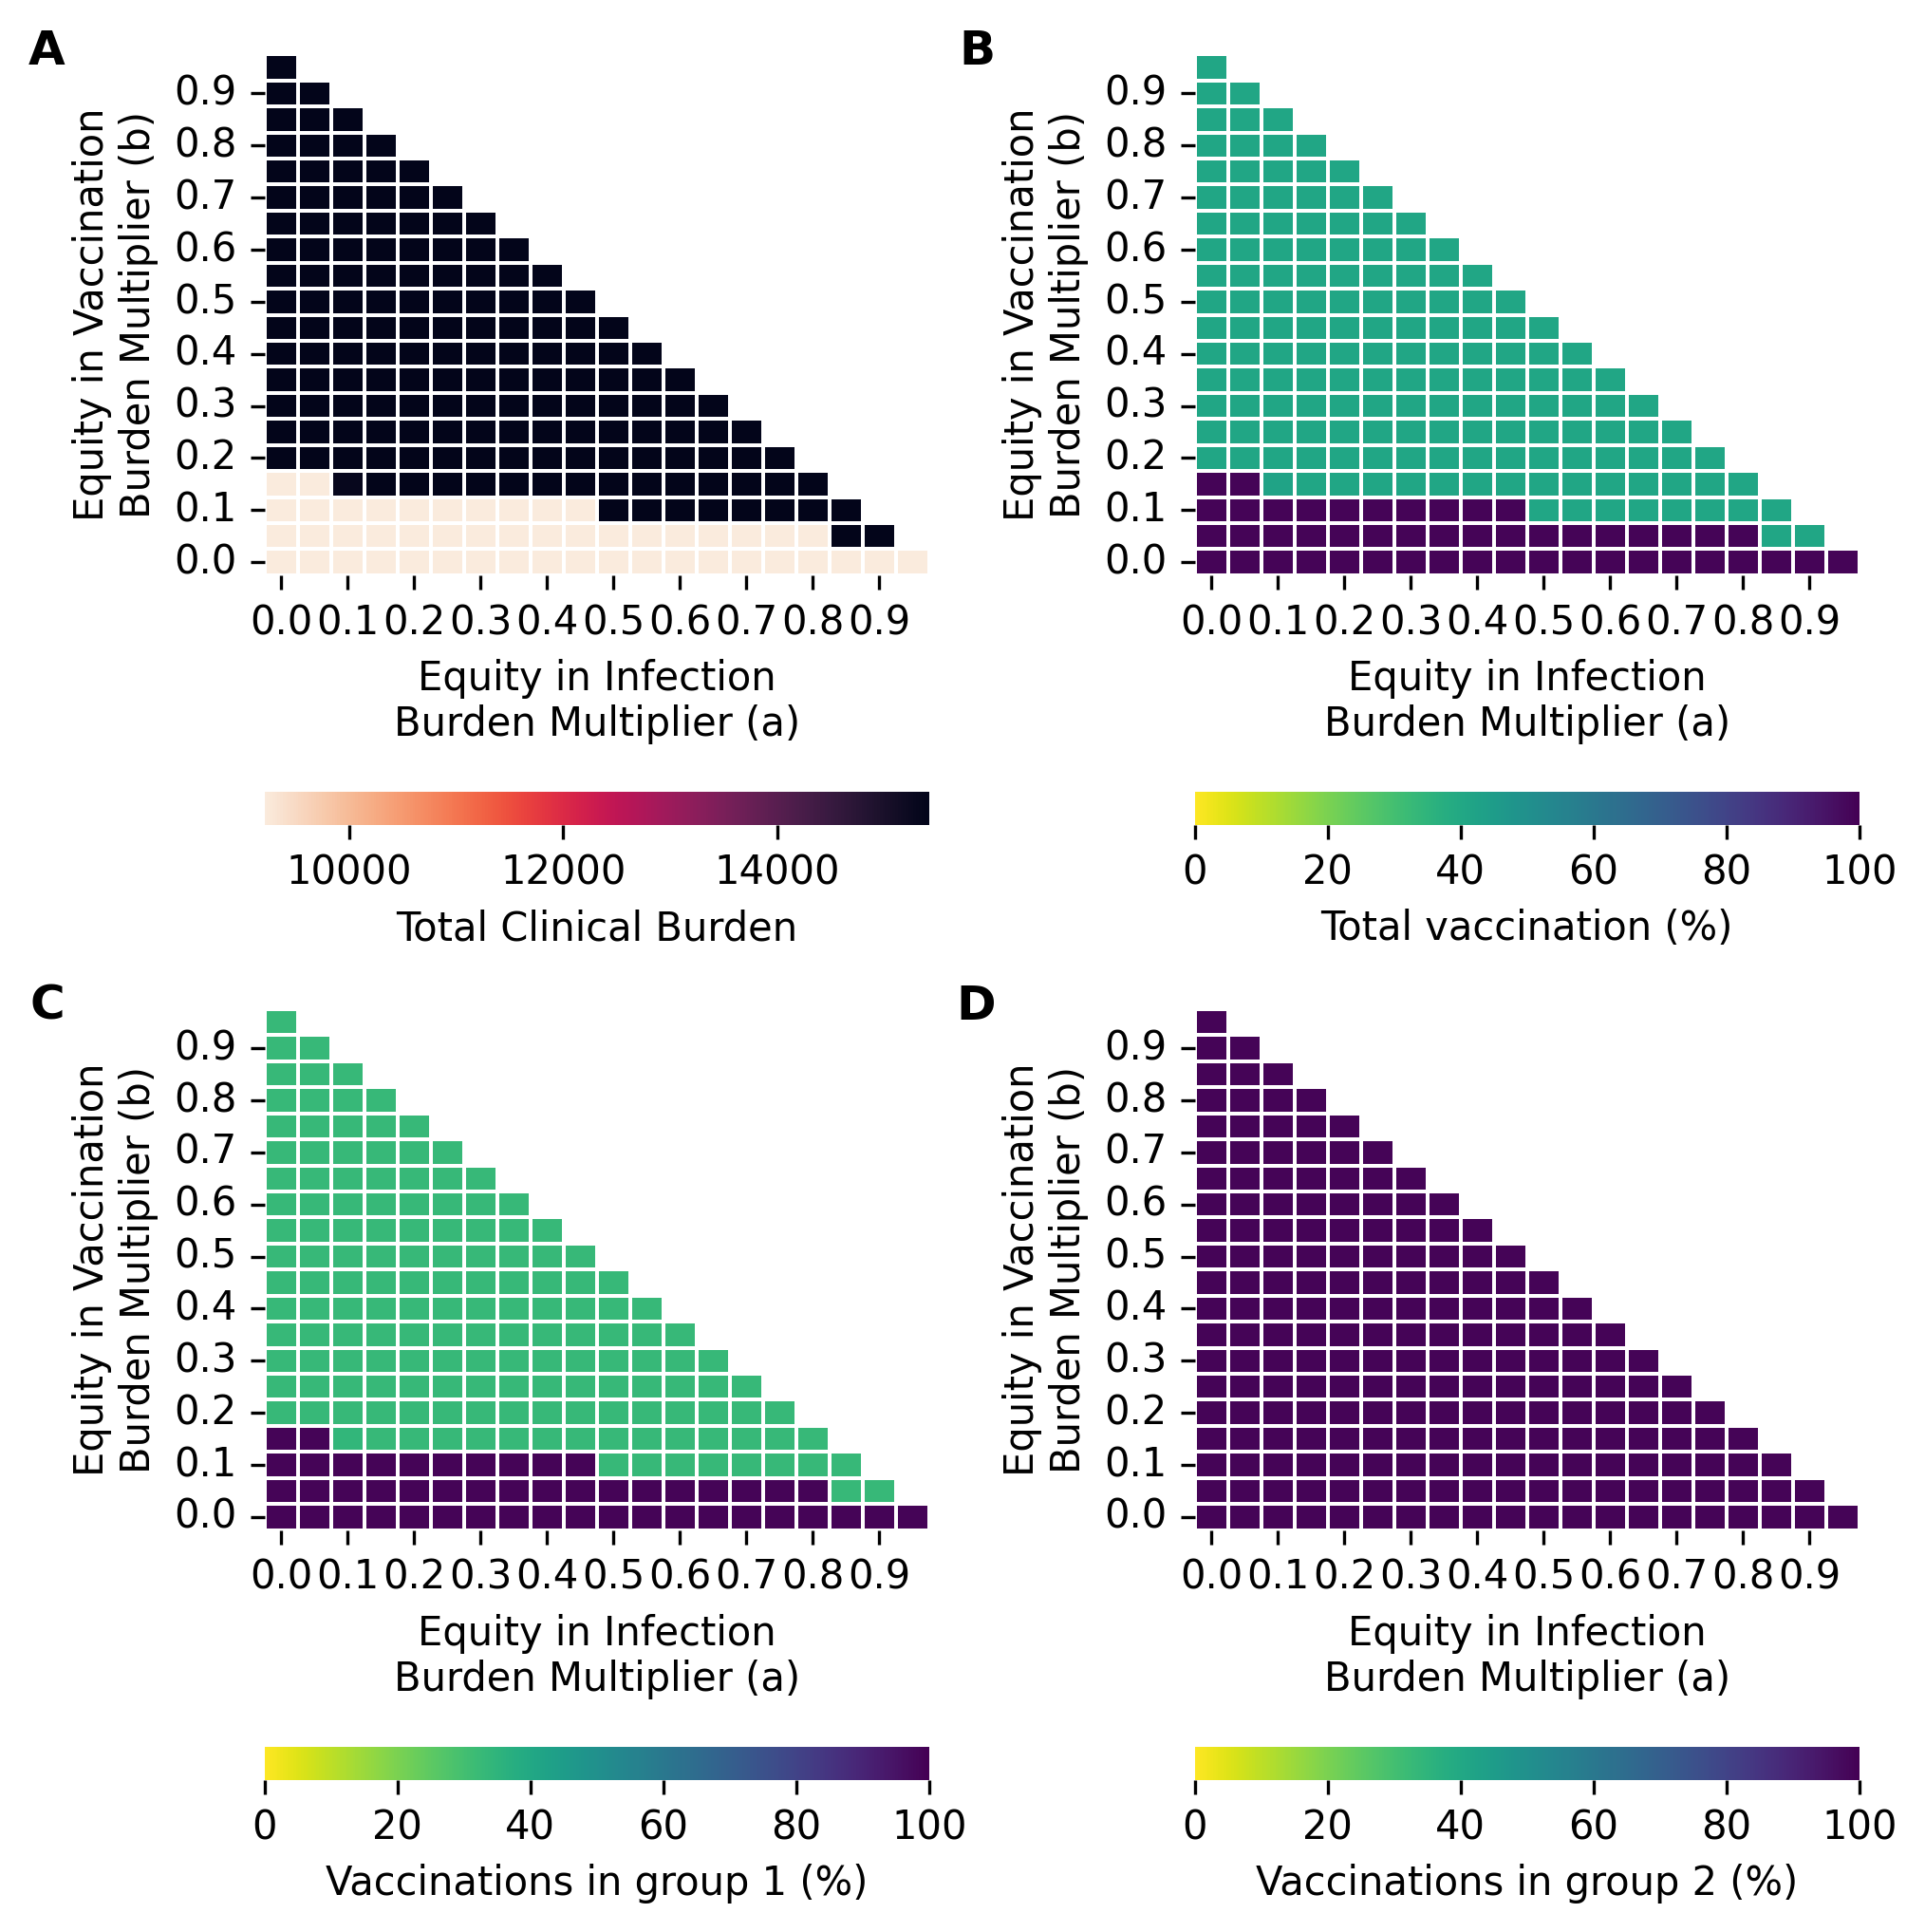 A
Equity in Vaccination
Burden Multiplier (b)
0.9
0.8
0.7
0.6
0.5
0.4
0.3
0.2
0.1
0.0
0.0 0.1 0.2 0.3 0.4 0.5 0.6 0.7 0.8 0.9
Equity in Infection
Burden Multiplier (a)
10000 12000 14000
Total Clinical Burden
B
Equity in Vaccination
Burden Multiplier (b)
0.9
0.8
0.7
0.6
0.5
0.4
0.3
0.2
0.1
0.0
0.0 0.1 0.2 0.3 0.4 0.5 0.6 0.7 0.8 0.9
Equity in Infection
Burden Multiplier (a)
0 20 40 60 80 100
Total vaccination (%)
C
Equity in Vaccination
Burden Multiplier (b)
0.9
0.8
0.7
0.6
0.5
0.4
0.3
0.2
0.1
0.0
0.0 0.1 0.2 0.3 0.4 0.5 0.6 0.7 0.8 0.9
Equity in Infection
Burden Multiplier (a)
0 20 40 60 80 100
Vaccinations in group 1 (%)
D
Equity in Vaccination
Burden Multiplier (b)
0.9
0.8
0.7
0.6
0.5
0.4
0.3
0.2
0.1
0.0
0.0 0.1 0.2 0.3 0.4 0.5 0.6 0.7 0.8 0.9
Equity in Infection
Burden Multiplier (a)
0 20 40 60 80 100
Vaccinations in group 2 (%)